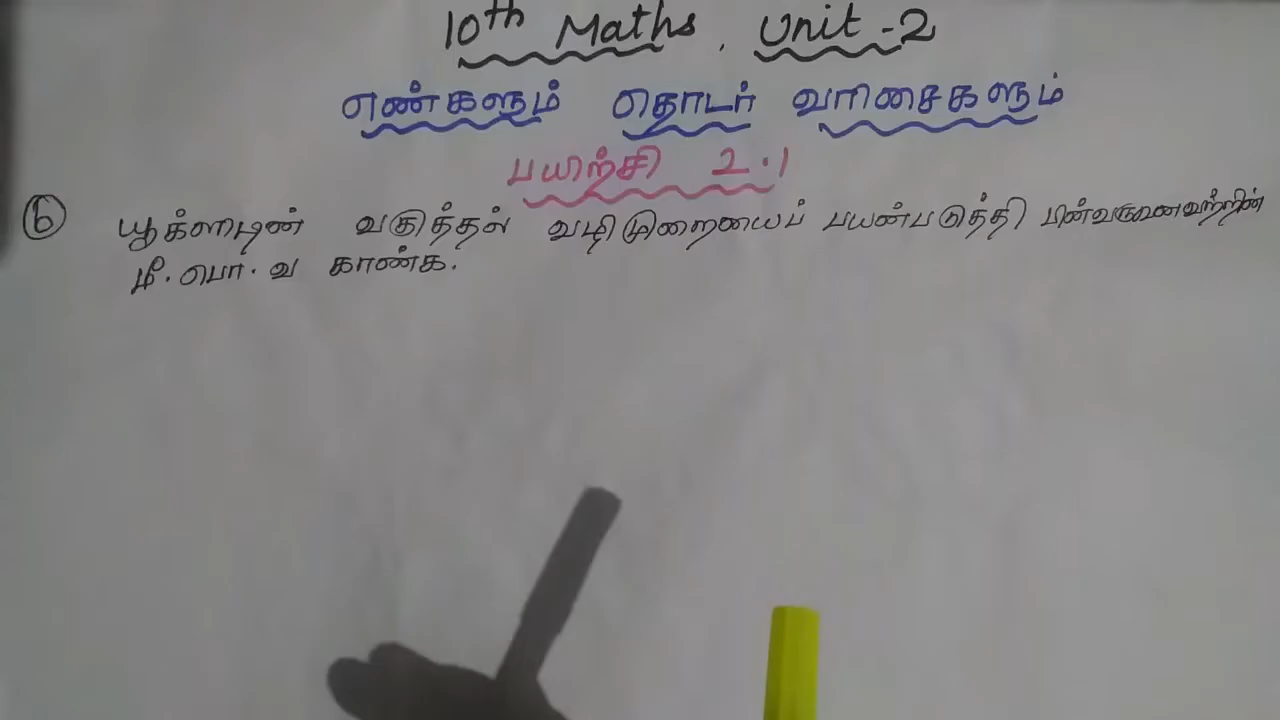 10th Maths, Unit-2
எண்களும் தொடர் வரிசைகளும்
பயிற்சி 2.1
6 யூக்ளிடின் வகுத்தல் வழிமுறையைப் பயன்படுத்தி பின்வருவனவற்றின்
மீ.பொ.வ காண்க.